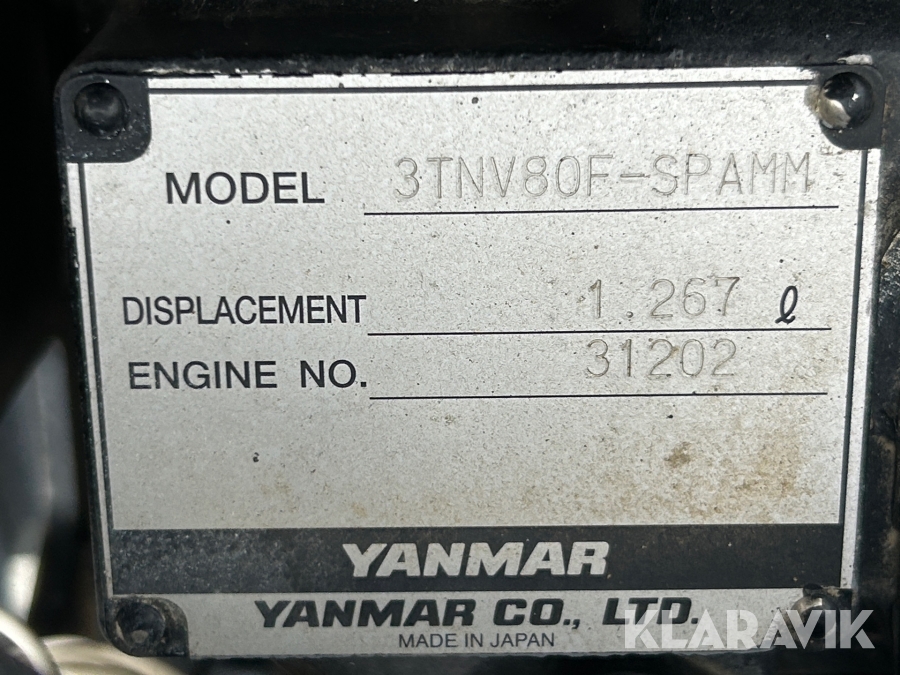 MODEL 3TNV80F-SPAMM
DISPLACEMENT 1.267 ℓ
ENGINE NO. 31202
YANMAR
YANMAR CO., LTD.
MADE IN JAPAN
KLARAVIK